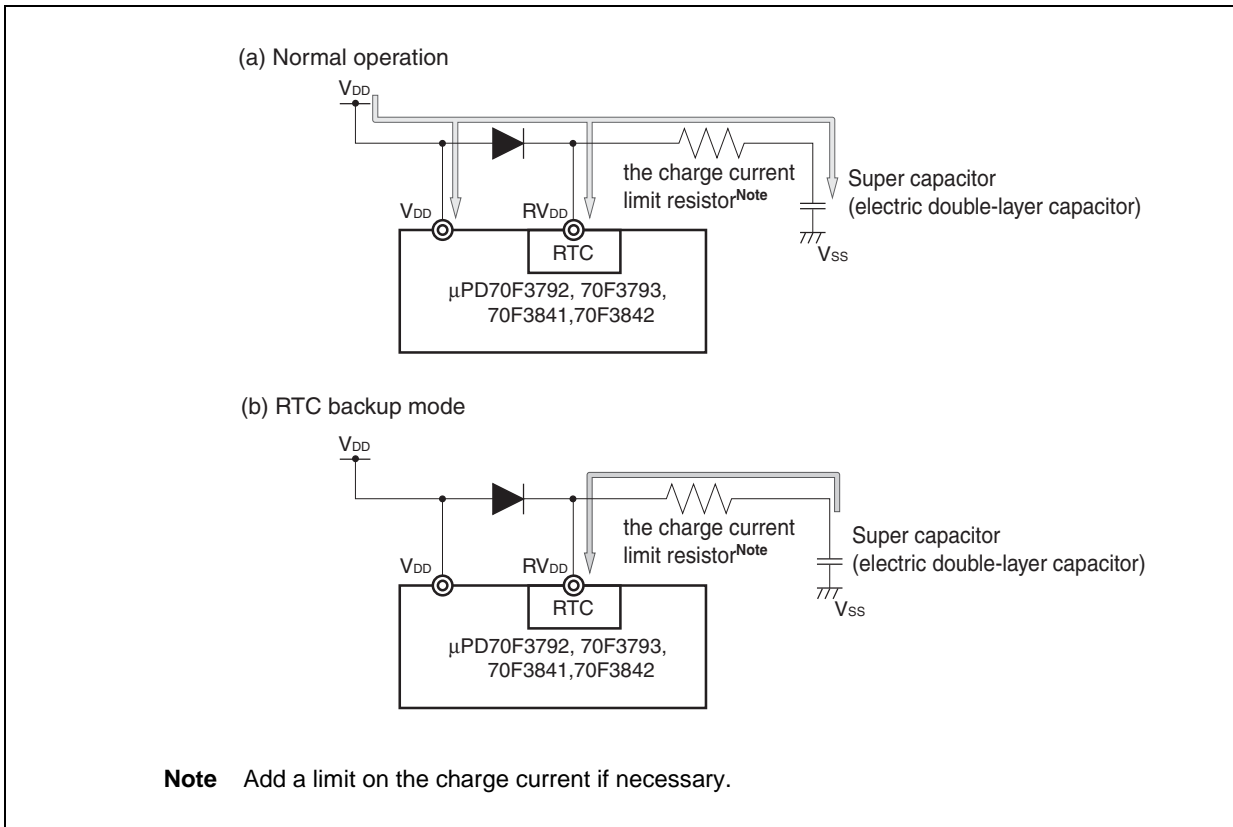 (a) Normal operation
VDD
the charge current
limit resistorNote
Super capacitor
(electric double-layer capacitor)
VDD
RVDD
VSS
RTC
µPD70F3792, 70F3793,
70F3841,70F3842
(b) RTC backup mode
VDD
the charge current
limit resistorNote
Super capacitor
(electric double-layer capacitor)
VDD
RVDD
VSS
RTC
µPD70F3792, 70F3793,
70F3841,70F3842
Note Add a limit on the charge current if necessary.